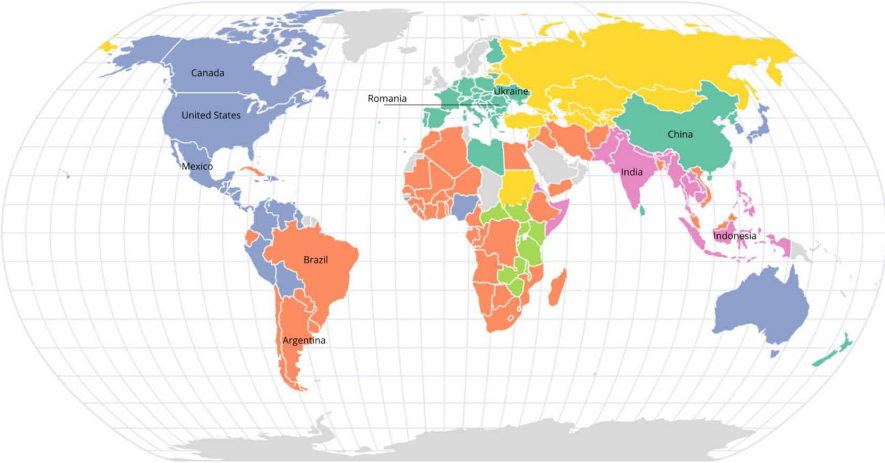 Canada
United States
Mexico
Romania
Ukraine
China
India
Indonesia
Brazil
Argentina